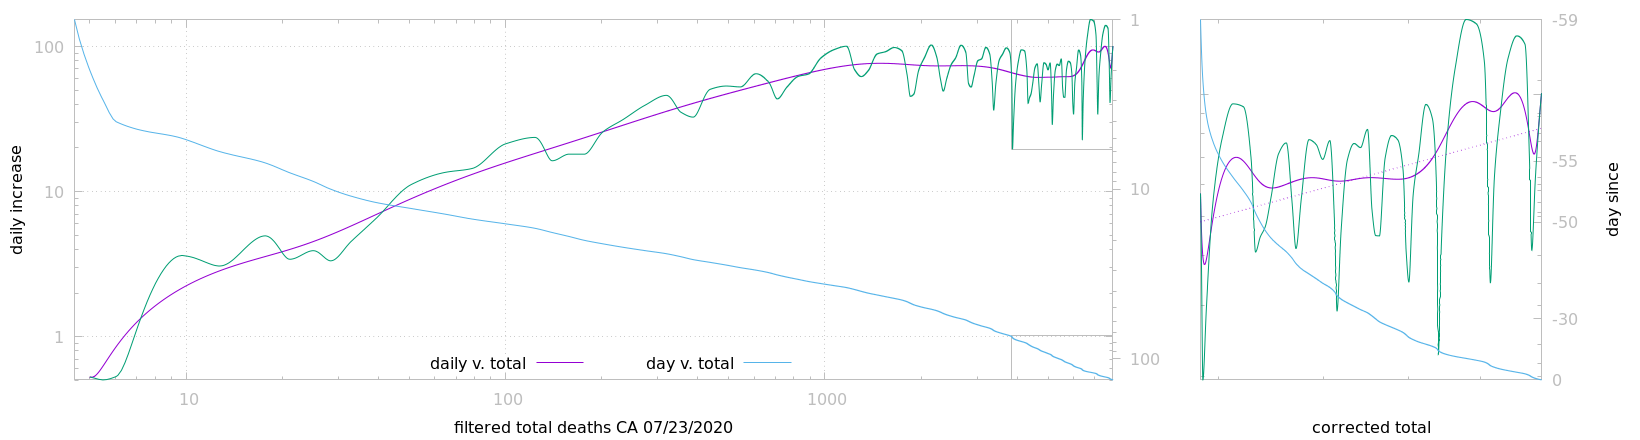 daily increase
100
10
1
10
100
1000
filtered total deaths CA 07/23/2020
daily v. total
day v. total
1
10
100
-59
-55
-50
-30
0
day since
corrected total